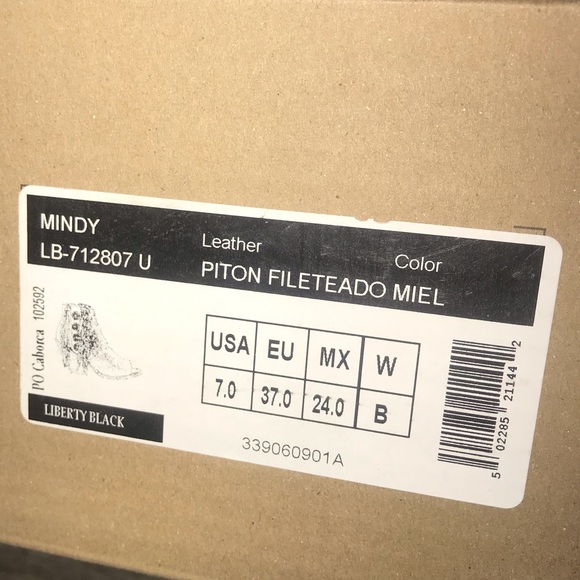 MINDY
LB-712807 U
Leather
Color
PITON FILETEADO MIEL
PO Caborca 102592
USA EU MX W
7.0 37.0 24.0 B
LIBERTY BLACK
339060901A
5 02285 21144 2